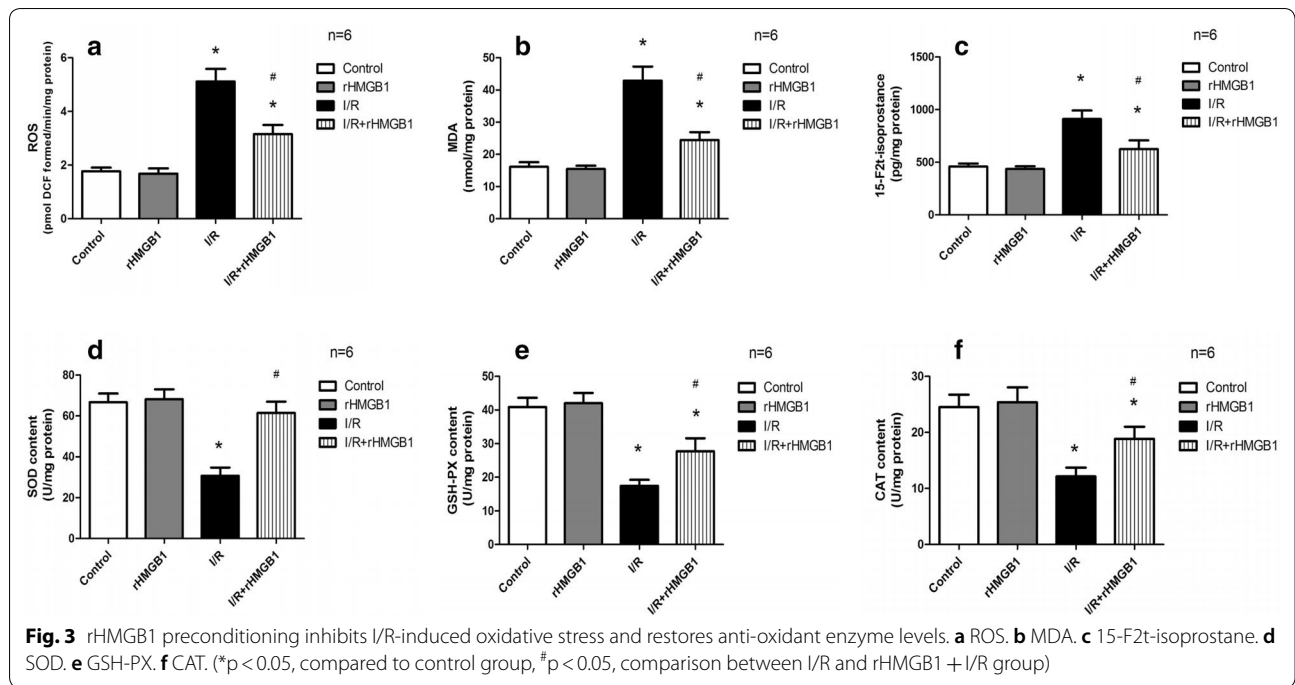 a
n=6
Control
rHMGB1
I/R
I/R+rHMGB1
*
#
*
ROS
(pmol DCF formed/min/mg protein)
6
4
2
0
Control
rHMGB1
I/R
I/R+rHMGB1
b
n=6
Control
rHMGB1
I/R
I/R+rHMGB1
*
#
*
MDA
(nmol/mg protein)
50
40
30
20
10
0
Control
rHMGB1
I/R
I/R+rHMGB1
c
n=6
Control
rHMGB1
I/R
I/R+rHMGB1
*
#
*
15-F2t-isoprostance
(pg/mg protein)
1500
1000
500
0
Control
rHMGB1
I/R
I/R+rHMGB1
d
n=6
Control
rHMGB1
I/R
I/R+rHMGB1
#
*
SOD content
(U/mg protein)
80
60
40
20
0
Control
rHMGB1
I/R
I/R+rHMGB1
e
n=6
Control
rHMGB1
I/R
I/R+rHMGB1
#
*
*
GSH-PX content
(U/mg protein)
50
40
30
20
10
0
Control
rHMGB1
I/R
I/R+rHMGB1
f
n=6
Control
rHMGB1
I/R
I/R+rHMGB1
#
*
*
CAT content
(U/mg protein)
30
20
10
0
Control
rHMGB1
I/R
I/R+rHMGB1
Fig. 3 rHMGB1 preconditioning inhibits I/R-induced oxidative stress and restores anti-oxidant enzyme levels. a ROS. b MDA. c 15-F2t-isoprostane. d
SOD. e GSH-PX. f CAT. (*p < 0.05, compared to control group, #p < 0.05, comparison between I/R and rHMGB1 + I/R group)